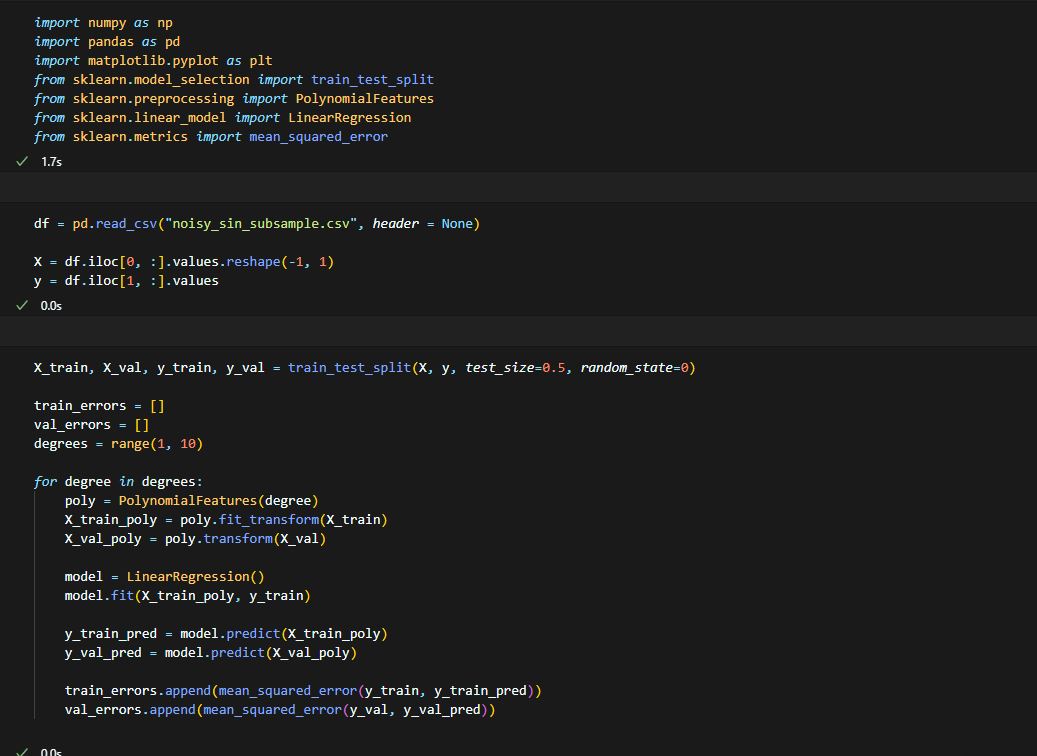 import numpy as np
import pandas as pd
import matplotlib.pyplot as plt
from sklearn.model_selection import train_test_split
from sklearn.preprocessing import PolynomialFeatures
from sklearn.linear_model import LinearRegression
from sklearn.metrics import mean_squared_error
✓ 1.7s
df = pd.read_csv("noisy_sin_subsample.csv", header = None)
X = df.iloc[0, :].values.reshape(-1, 1)
y = df.iloc[1, :].values
✓ 0.0s
X_train, X_val, y_train, y_val = train_test_split(X, y, test_size=0.5, random_state=0)
train_errors = []
val_errors = []
degrees = range(1, 10)
for degree in degrees:
    poly = PolynomialFeatures(degree)
    X_train_poly = poly.fit_transform(X_train)
    X_val_poly = poly.transform(X_val)
    model = LinearRegression()
    model.fit(X_train_poly, y_train)
    y_train_pred = model.predict(X_train_poly)
    y_val_pred = model.predict(X_val_poly)
    train_errors.append(mean_squared_error(y_train, y_train_pred))
    val_errors.append(mean_squared_error(y_val, y_val_pred))
✓ 0.0s